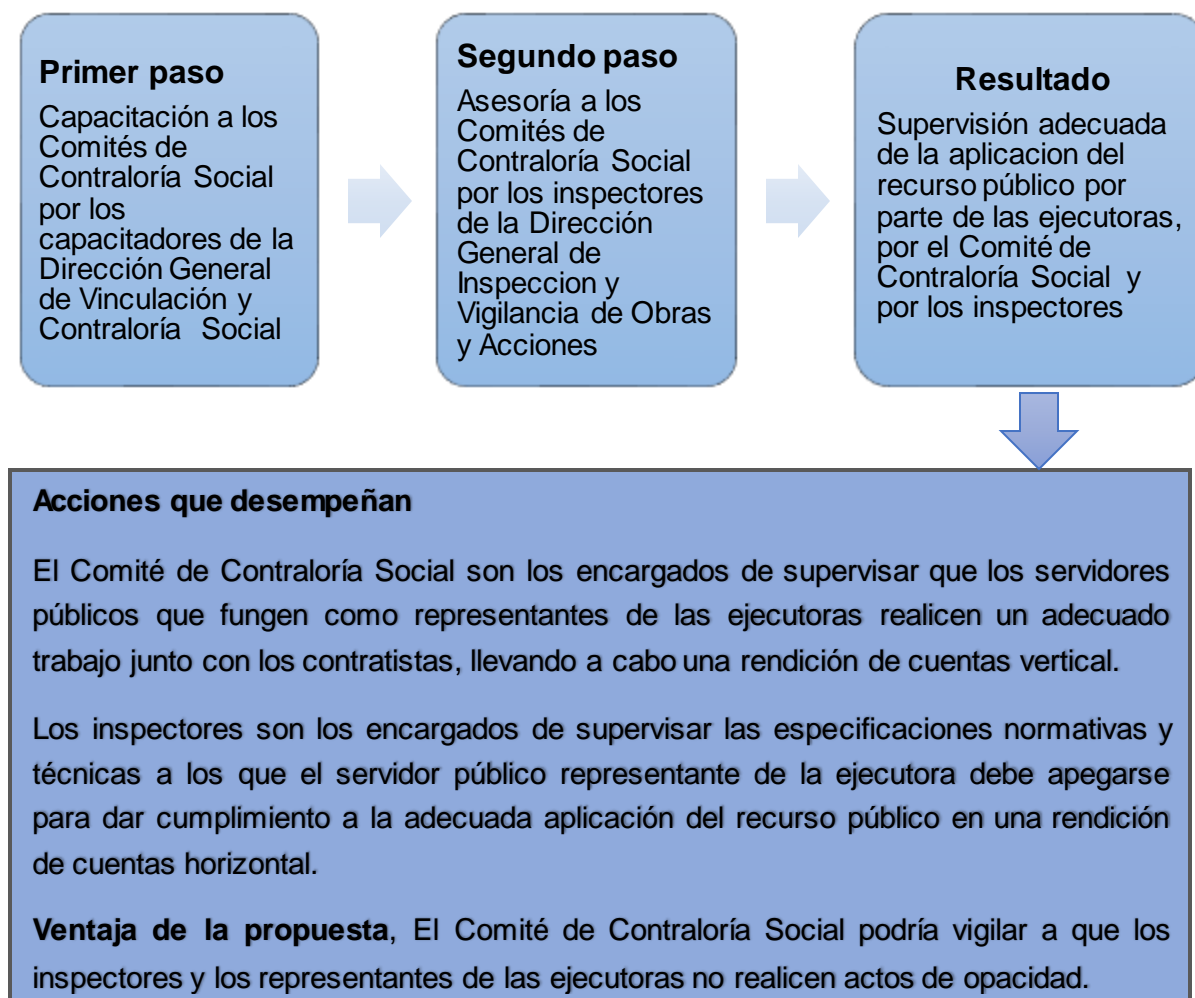 Primer paso
Capacitación a los
Comités de
Contraloría Social
por los
capacitadores de la
Dirección General
de Vinculación y
Contraloría Social
Segundo paso
Asesoría a los
Comités de
Contraloría Social
por los inspectores
de la Dirección
General de
Inspeccion y
Vigilancia de Obras
y Acciones
Resultado
Supervisión adecuada
de la aplicacion del
recurso público por
parte de las ejecutoras,
por el Comité de
Contraloría Social y
por los inspectores
Acciones que desempeñan
El Comité de Contraloría Social son los encargados de supervisar que los servidores
públicos que fungen como representantes de las ejecutoras realicen un adecuado
trabajo junto con los contratistas, llevando a cabo una rendición de cuentas vertical.
Los inspectores son los encargados de supervisar las especificaciones normativas y
técnicas a los que el servidor público representante de la ejecutora debe apegarse
para dar cumplimiento a la adecuada aplicación del recurso público en una rendición
de cuentas horizontal.
Ventaja de la propuesta, El Comité de Contraloría Social podría vigilar a que los
inspectores y los representantes de las ejecutoras no realicen actos de opacidad.